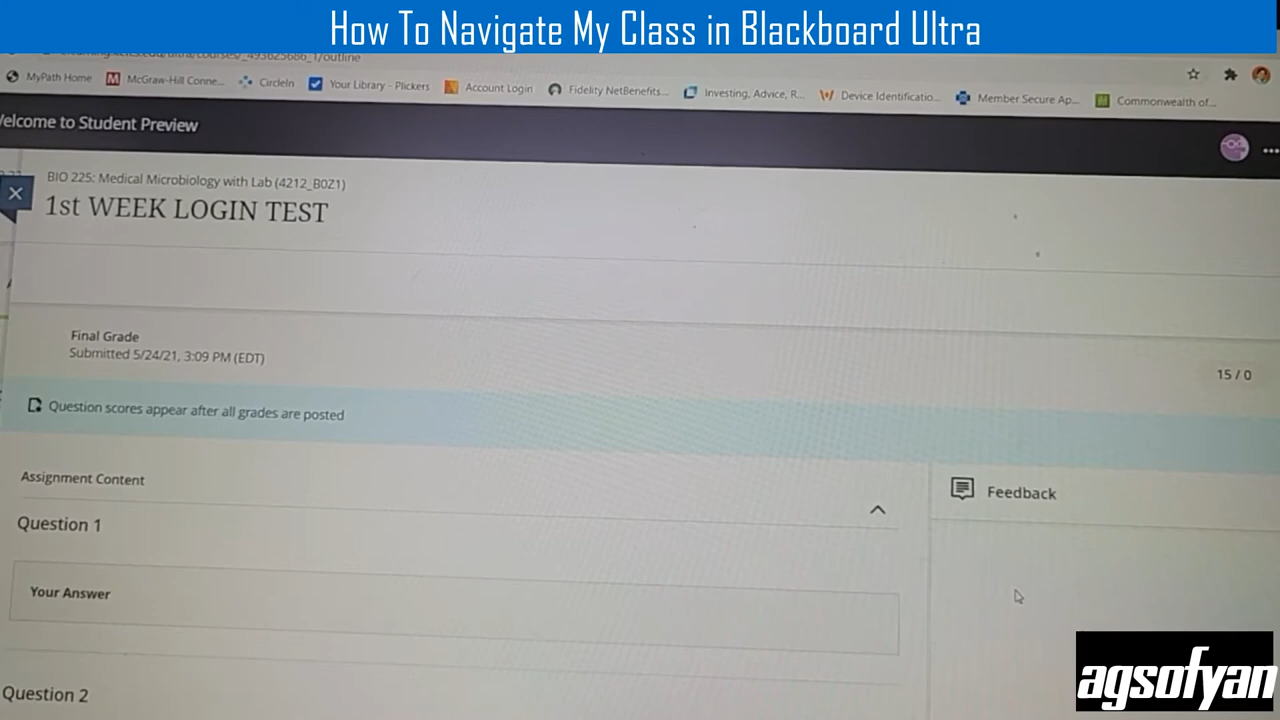 How To Navigate My Class in Blackboard Ultra
_493625686_1/outline
MyPath Home
McGraw-Hill Conne...
CircleIn
Your Library - Plickers
Account Login
Fidelity NetBenefits...
Investing, Advice, R...
Device Identificatio...
Member Secure Ap...
Commonwealth of...
elcome to Student Preview
BIO 225: Medical Microbiology with Lab (4212_B0Z1)
1st WEEK LOGIN TEST
Final Grade
Submitted 5/24/21, 3:09 PM (EDT)
15 / 0
Question scores appear after all grades are posted
Assignment Content
Feedback
Question 1
Your Answer
Question 2
agsofyan